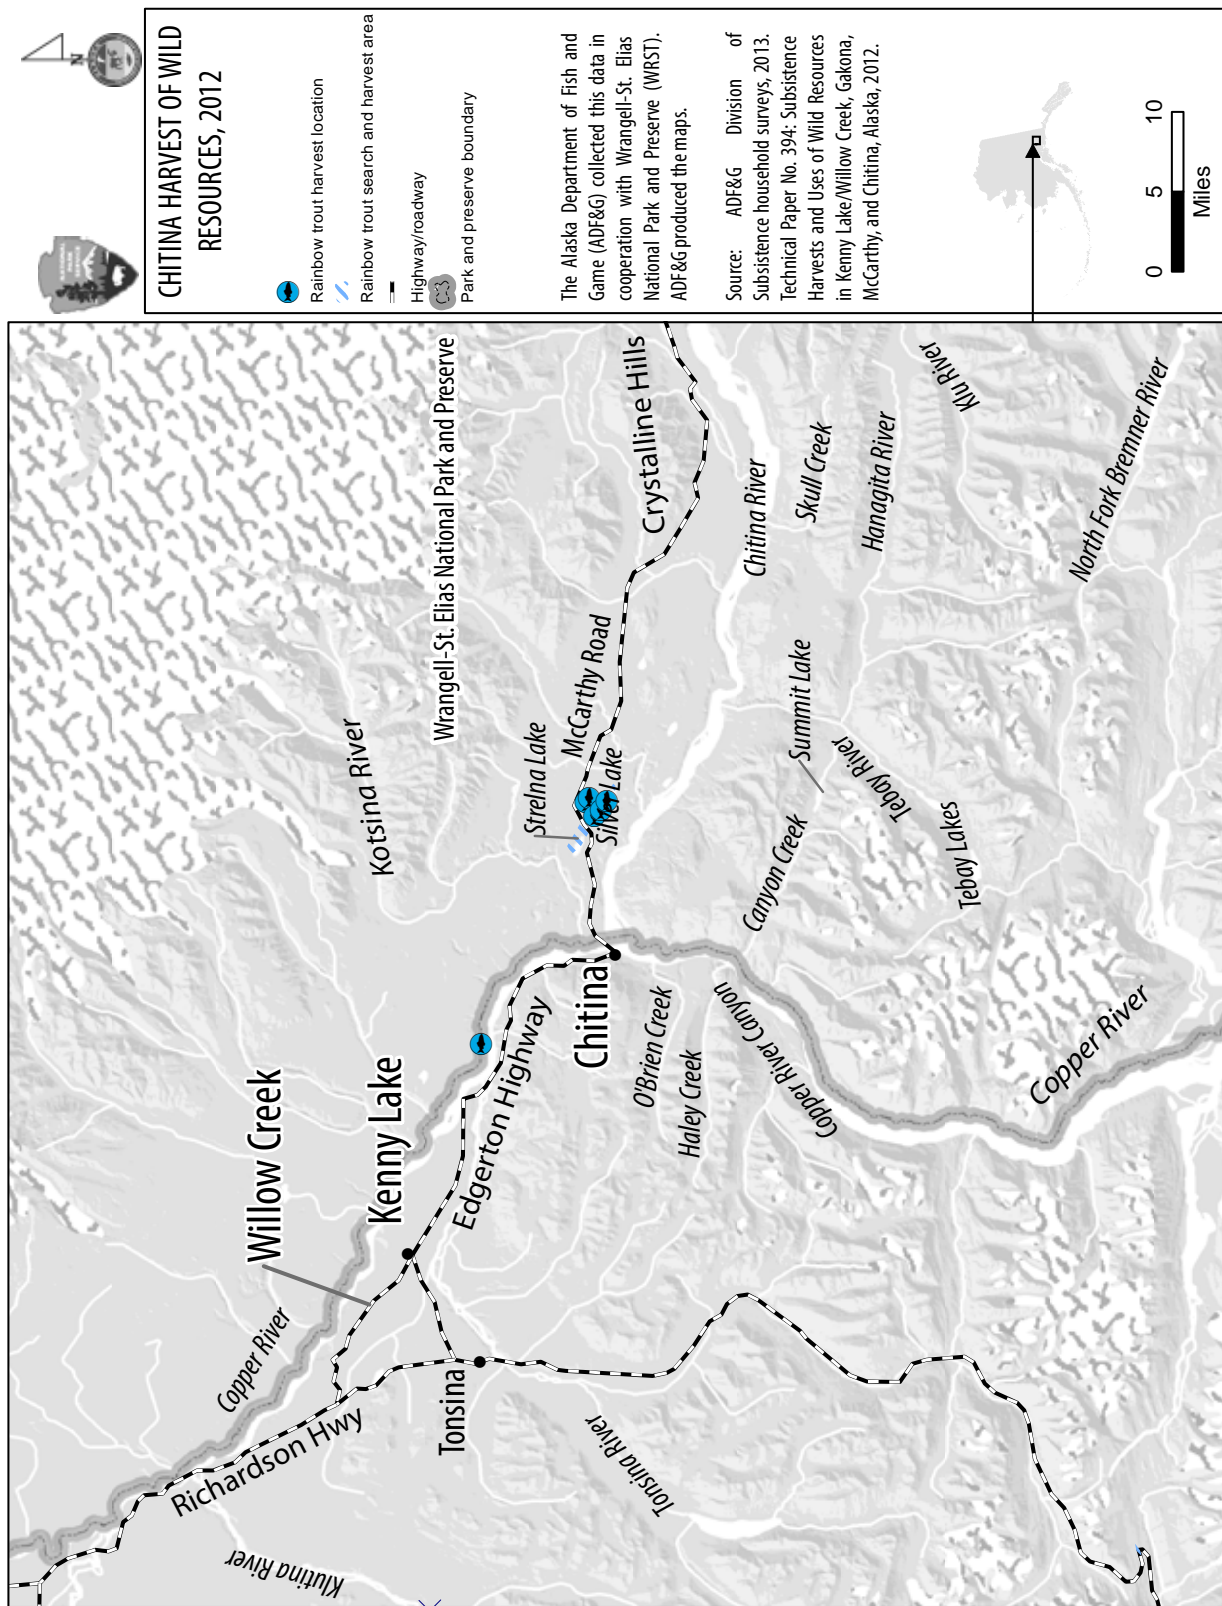 CHITINA HARVEST OF WILD
RESOURCES, 2012
Rainbow trout harvest location
Rainbow trout search and harvest area
Highway/roadway
Park and preserve boundary
The Alaska Department of Fish and
Game (ADF&G) collected this data in
cooperation with Wrangell-St. Elias
National Park and Preserve (WRST).
ADF&G produced the maps.
Source: ADF&G Division of
Subsistence household surveys, 2013.
Technical Paper No. 394: Subsistence
Harvests and Uses of Wild Resources
in Kenny Lake/Willow Creek, Gakona,
McCarthy, and Chitina, Alaska, 2012.
0 5 10
Miles
N
NATIONAL
PARK
SERVICE
Wrangell-St. Elias National Park and Preserve
Kotsina River
Strelna Lake
McCarthy Road
Silver Lake
Crystalline Hills
Chitina River
Skull Creek
Hanagita River
Klu River
North Fork Bremner River
Summit Lake
Tebay River
Tebay Lakes
Canyon Creek
Willow Creek
Kenny Lake
Edgerton Highway
Chitina
O'Brien Creek
Haley Creek
Copper River Canyon
Copper River
Copper River
Richardson Hwy
Tonsina
Tonsina River
Klutina River